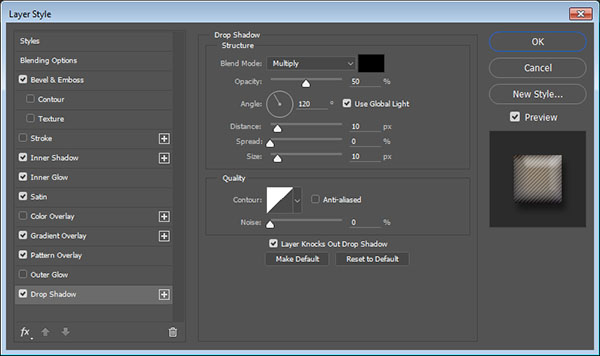 Layer Style
Styles
Blending Options
Bevel & Emboss
Contour
Texture
Stroke
Inner Shadow
Inner Glow
Satin
Color Overlay
Gradient Overlay
Pattern Overlay
Outer Glow
Drop Shadow
fx
Drop Shadow
Structure
Blend Mode: Multiply
Opacity: 50 %
Angle: 120 ° Use Global Light
Distance: 10 px
Spread: 0 %
Size: 10 px
Quality
Contour: Anti-aliased
Noise: 0 %
Layer Knocks Out Drop Shadow
Make Default Reset to Default
OK
Cancel
New Style...
Preview